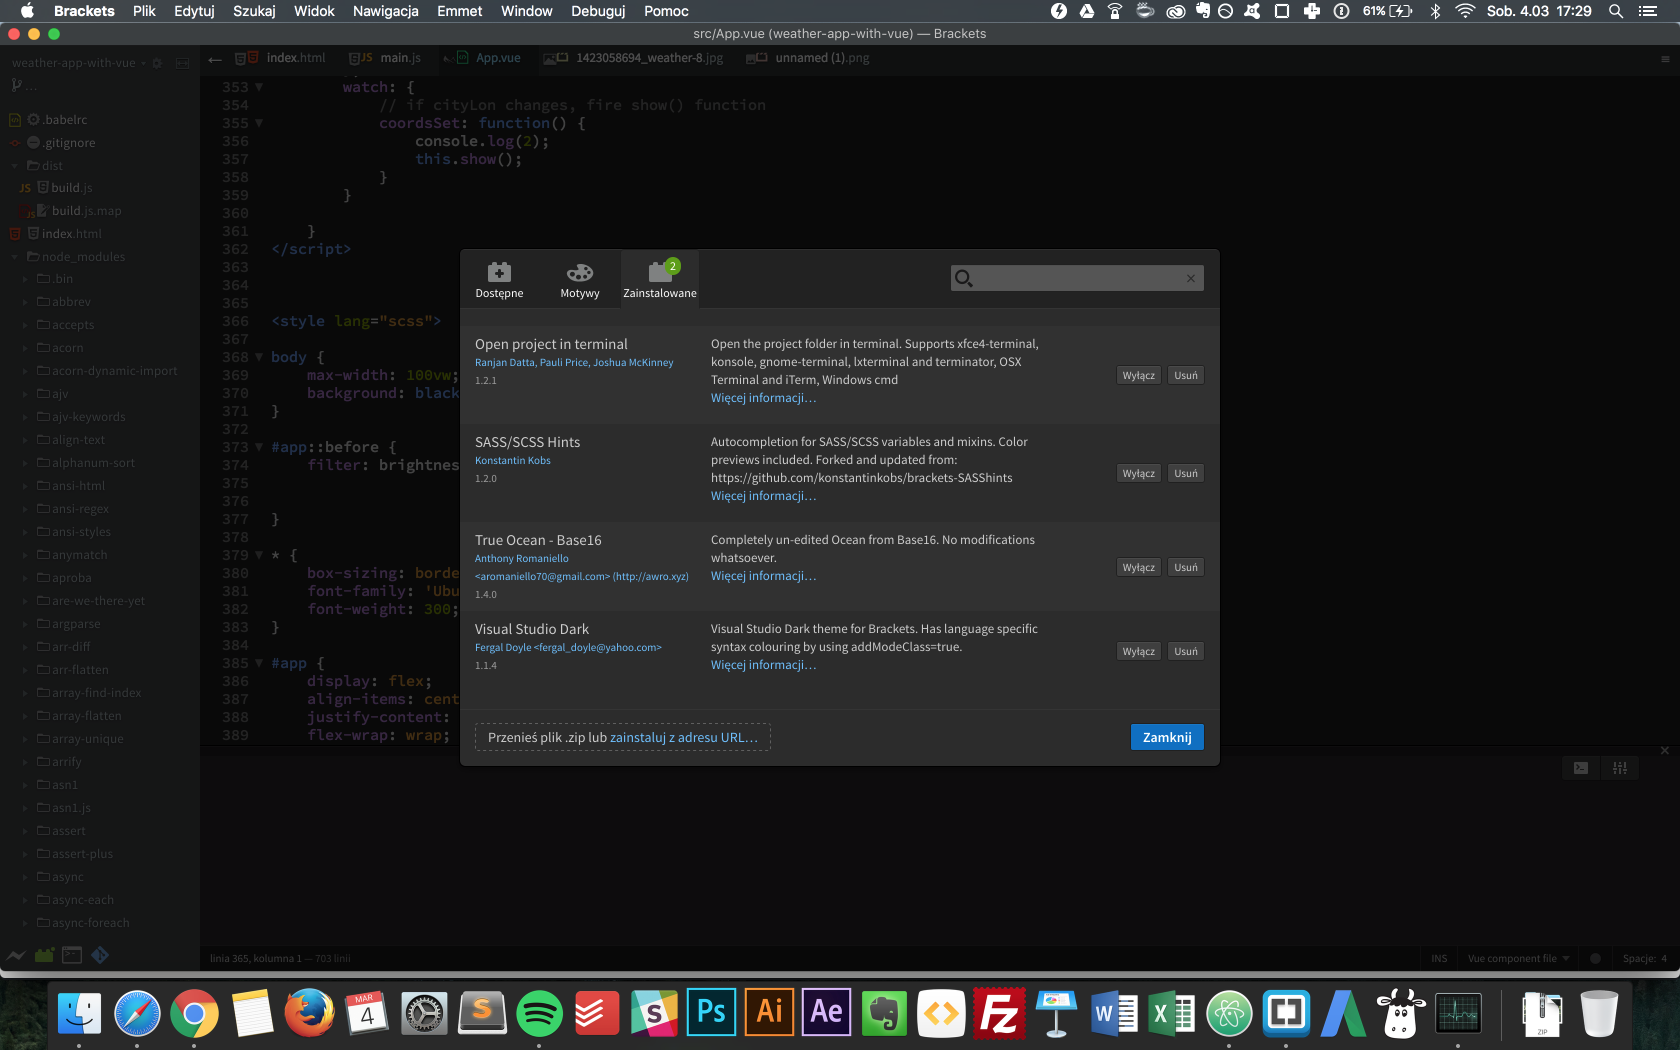 Brackets Plik Edytuj Szukaj Widok Nawigacja Emmet Window Debuguj Pomoc 61% Sob. 4.03 17:29
src/App.vue (weather-app-with-vue) — Brackets
weather-app-with-vue
index.html main.js App.vue 1423058694_weather-8.jpg unnamed (1).png
...
.babelrc
.gitignore
dist
JS build.js
build.js.map
index.html
node_modules
.bin
abbrev
accepts
acorn
acorn-dynamic-import
ajv
ajv-keywords
align-text
alphanum-sort
ansi-html
ansi-regex
ansi-styles
anymatch
aproba
are-we-there-yet
argparse
arr-diff
arr-flatten
array-find-index
array-flatten
array-unique
arrify
asn1
asn1.js
assert
assert-plus
async
async-each
async-foreach
353 watch: {
354 // if cityLon changes, fire show() function
355 coordsSet: function() {
356 console.log(2);
357 this.show();
358 }
359 }
360
361 }
362 </script>
363
364
365
366 <style lang="scss">
367
368 body {
369 max-width: 100vw;
370 background: black
371 }
372
373 #app::before {
374 filter: brightnes
375
376
377 }
378
379 * {
380 box-sizing: borde
381 font-family: 'Ubu
382 font-weight: 300;
383 }
384
385 #app {
386 display: flex;
387 align-items: cent
388 justify-content:
389 flex-wrap: wrap;
Dostępne Motywy Zainstalowane 2
Open project in terminal
Ranjan Datta, Pauli Price, Joshua McKinney
1.2.1
Open the project folder in terminal. Supports xfce4-terminal,
konsole, gnome-terminal, lxterminal and terminator, OSX
Terminal and iTerm, Windows cmd
Więcej informacji…
Wyłącz Usuń
SASS/SCSS Hints
Konstantin Kobs
1.2.0
Autocompletion for SASS/SCSS variables and mixins. Color
previews included. Forked and updated from:
https://github.com/konstantinkobs/brackets-SASShints
Więcej informacji…
Wyłącz Usuń
True Ocean - Base16
Anthony Romaniello
<aromaniello70@gmail.com> (http://awro.xyz)
1.4.0
Completely un-edited Ocean from Base16. No modifications
whatsoever.
Więcej informacji…
Wyłącz Usuń
Visual Studio Dark
Fergal Doyle <fergal_doyle@yahoo.com>
1.1.4
Visual Studio Dark theme for Brackets. Has language specific
syntax colouring by using addModeClass=true.
Więcej informacji…
Wyłącz Usuń
Przenieś plik .zip lub zainstaluj z adresu URL…
Zamknij
linia 365, kolumna 1 — 703 linii INS Vue component file Spacje: 4
MAR
4
S
S
Ps Ai Ae
Fz
W X
ZIP